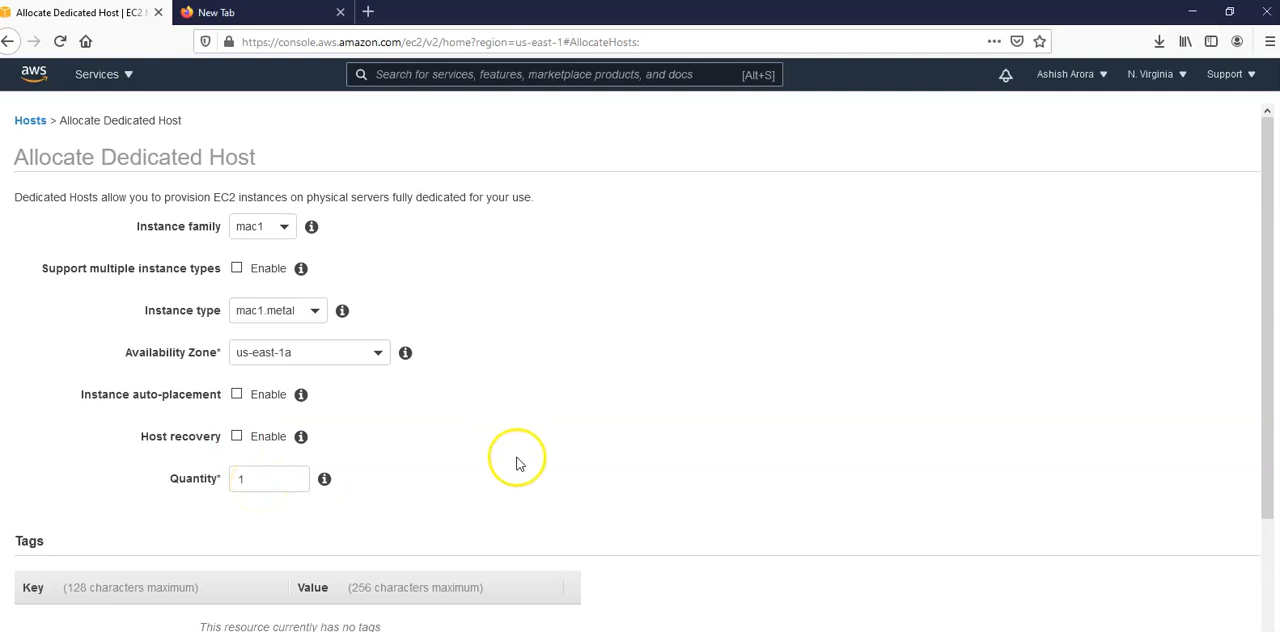 Allocate Dedicated Host | EC2
New Tab
https://console.aws.amazon.com/ec2/v2/home?region=us-east-1#AllocateHosts:
aws
Services
Search for services, features, marketplace products, and docs
[Alt+S]
Ashish Arora
N. Virginia
Support
Hosts > Allocate Dedicated Host
Allocate Dedicated Host
Dedicated Hosts allow you to provision EC2 instances on physical servers fully dedicated for your use.
Instance family mac1
Support multiple instance types Enable
Instance type mac1.metal
Availability Zone* us-east-1a
Instance auto-placement Enable
Host recovery Enable
Quantity* 1
Tags
Key (128 characters maximum) Value (256 characters maximum)
This resource currently has no tags